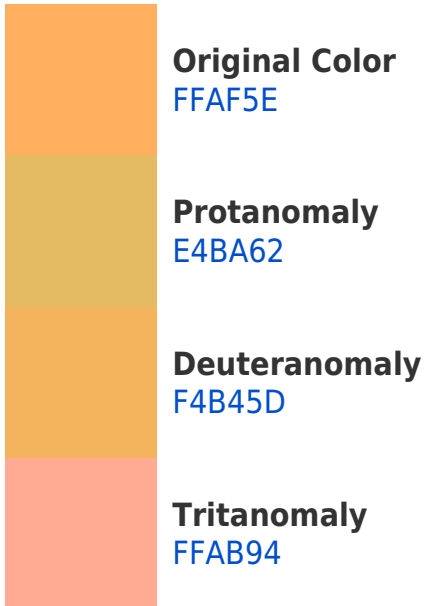 Original Color
FFAF5E
Protanomaly
E4BA62
Deuteranomaly
F4B45D
Tritanomaly
FFAB94